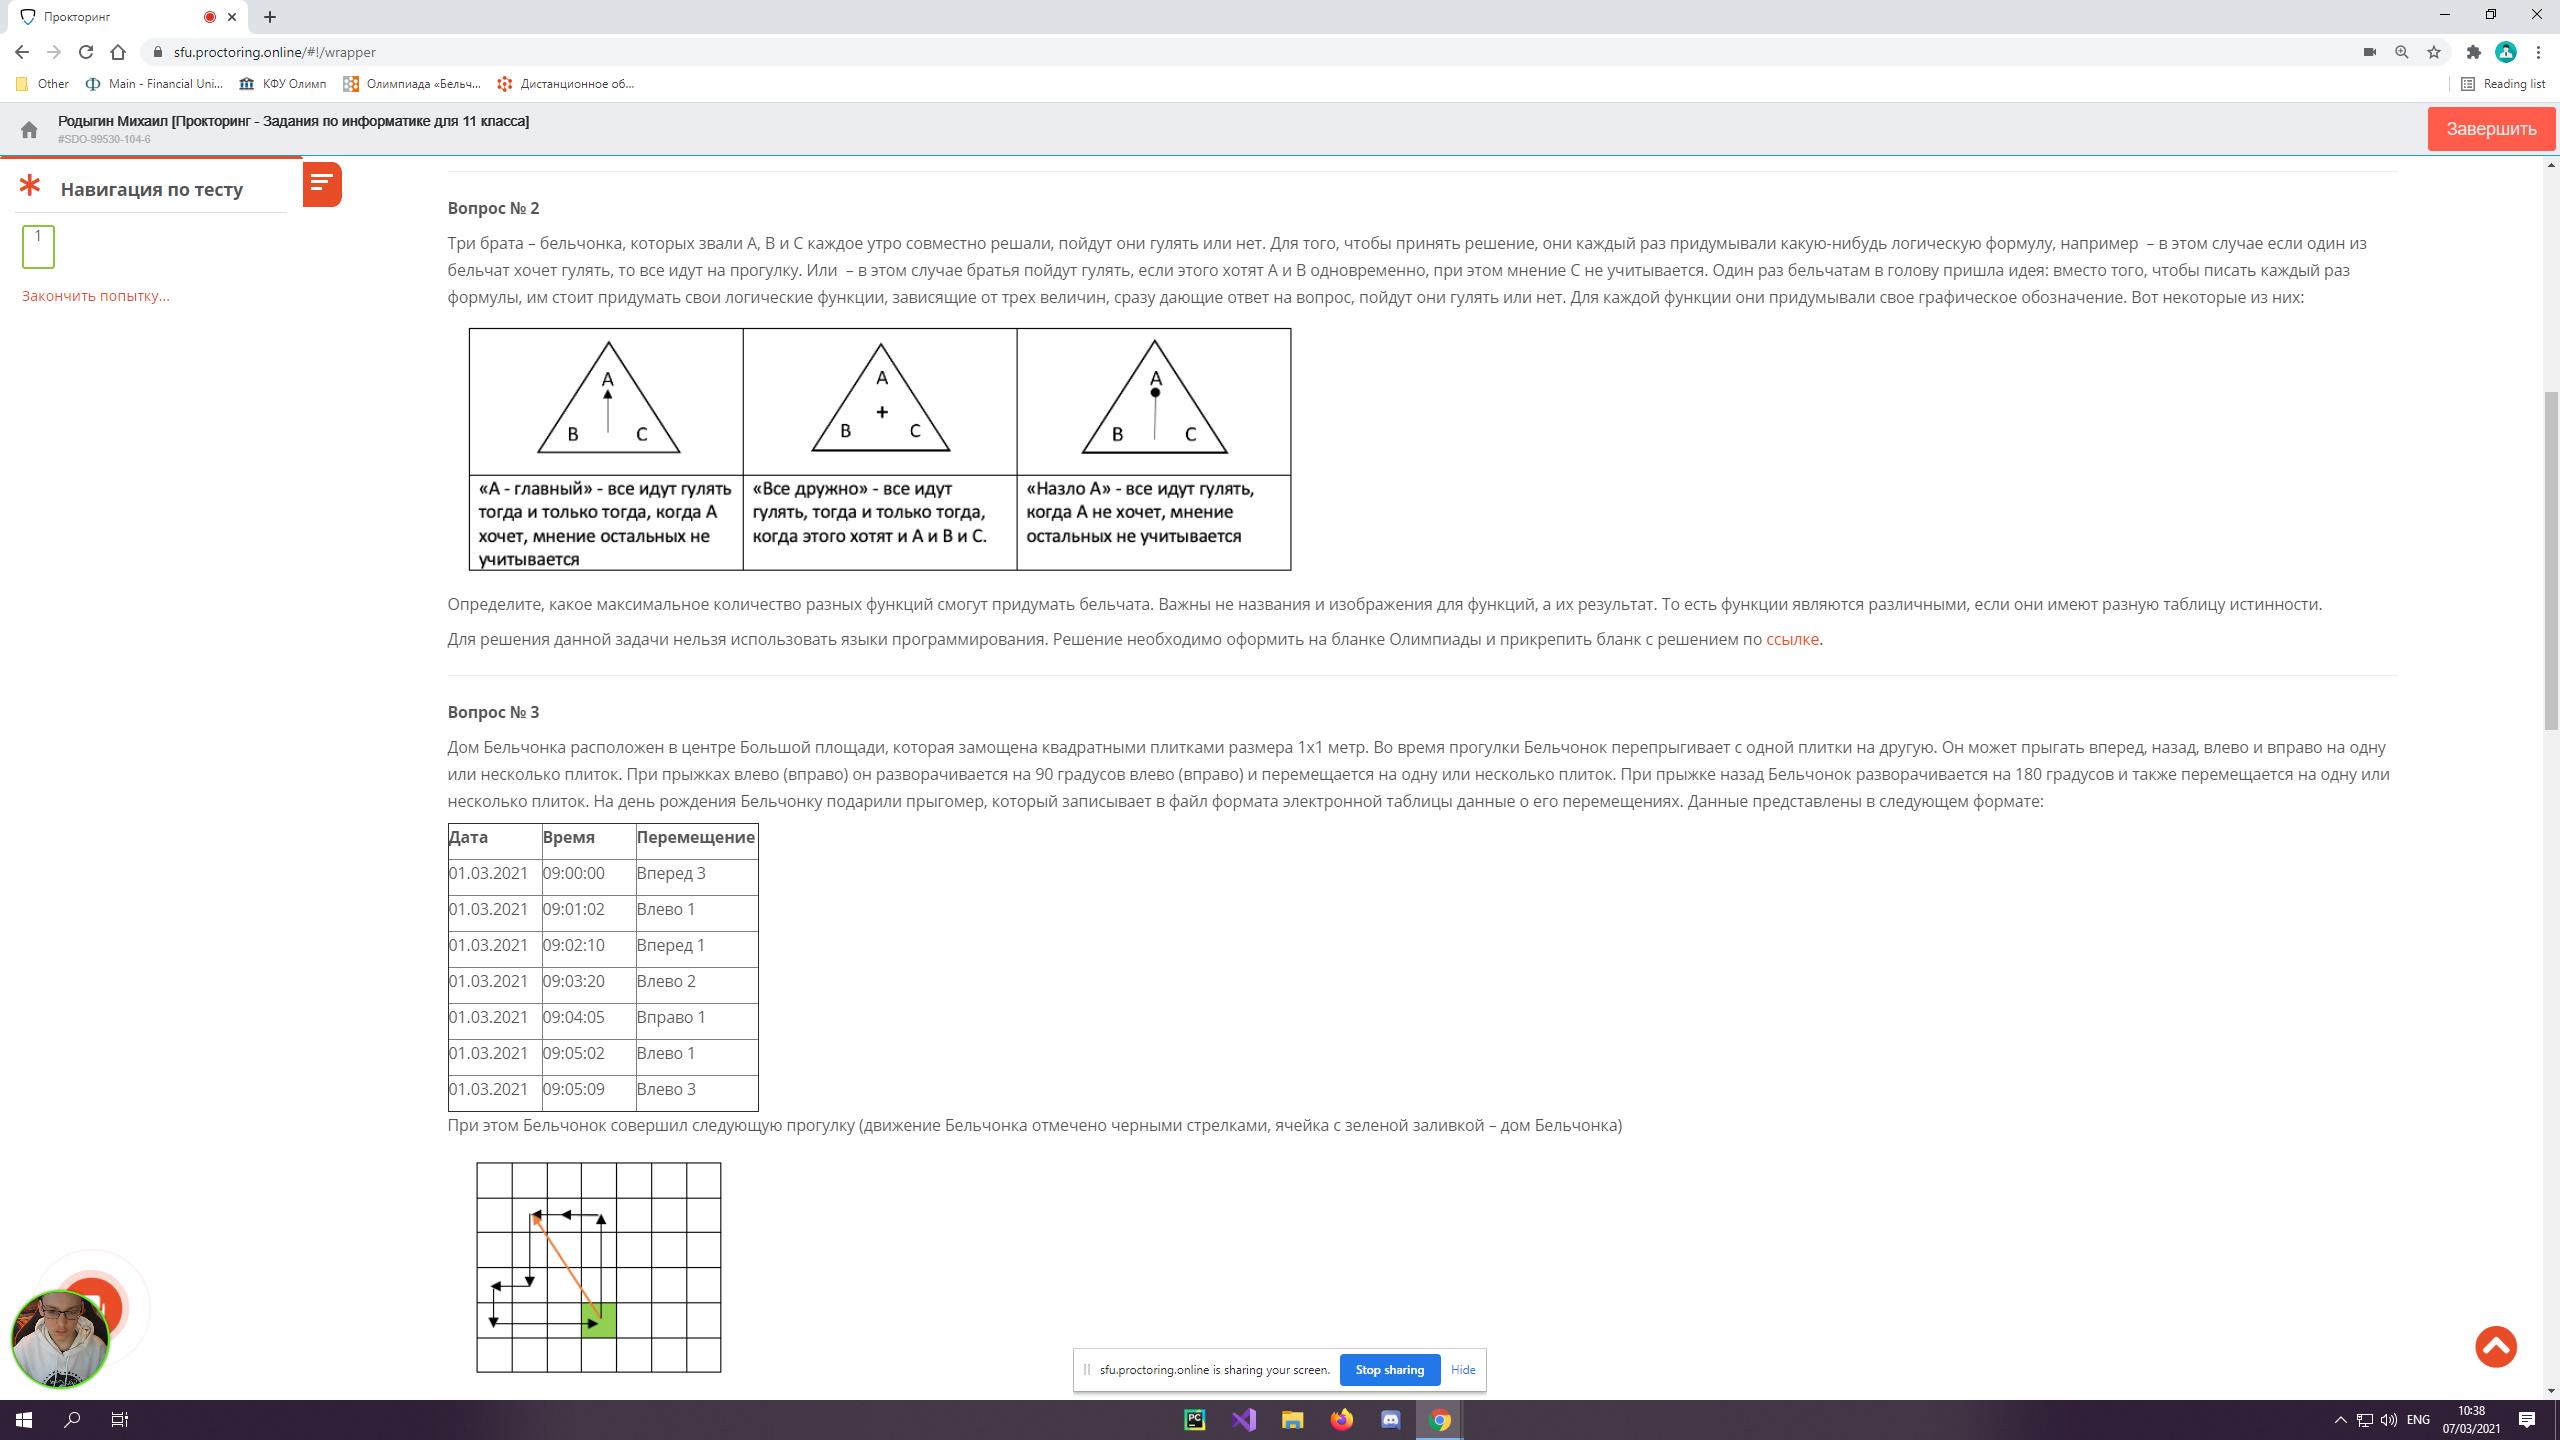 Прокторинг
sfu.proctoring.online/#!/wrapper
Other
Main - Financial Uni...
КФУ Олимп
Олимпиада «Бельч...
Дистанционное об...
Reading list
Родыгин Михаил [Прокторинг - Задания по информатике для 11 класса]
#SDO-99530-104-6
Завершить
Навигация по тесту
1
Закончить попытку...
Вопрос № 2
Три брата – бельчонка, которых звали А, В и С каждое утро совместно решали, пойдут они гулять или нет. Для того, чтобы принять решение, они каждый раз придумывали какую-нибудь логическую формулу, например – в этом случае если один из
бельчат хочет гулять, то все идут на прогулку. Или – в этом случае братья пойдут гулять, если этого хотят А и В одновременно, при этом мнение С не учитывается. Один раз бельчатам в голову пришла идея: вместо того, чтобы писать каждый раз
формулы, им стоит придумать свои логические функции, зависящие от трех величин, сразу дающие ответ на вопрос, пойдут они гулять или нет. Для каждой функции они придумывали свое графическое обозначение. Вот некоторые из них:
A
B C
A
+
B C
A
B C
«А - главный» - все идут гулять
тогда и только тогда, когда А
хочет, мнение остальных не
учитывается
«Все дружно» - все идут
гулять, тогда и только тогда,
когда этого хотят и А и В и С.
«Назло А» - все идут гулять,
когда А не хочет, мнение
остальных не учитывается
Определите, какое максимальное количество разных функций смогут придумать бельчата. Важны не названия и изображения для функций, а их результат. То есть функции являются различными, если они имеют разную таблицу истинности.
Для решения данной задачи нельзя использовать языки программирования. Решение необходимо оформить на бланке Олимпиады и прикрепить бланк с решением по ссылке.
Вопрос № 3
Дом Бельчонка расположен в центре Большой площади, которая замощена квадратными плитками размера 1х1 метр. Во время прогулки Бельчонок перепрыгивает с одной плитки на другую. Он может прыгать вперед, назад, влево и вправо на одну
или несколько плиток. При прыжках влево (вправо) он разворачивается на 90 градусов влево (вправо) и перемещается на одну или несколько плиток. При прыжке назад Бельчонок разворачивается на 180 градусов и также перемещается на одну или
несколько плиток. На день рождения Бельчонку подарили прыгомер, который записывает в файл формата электронной таблицы данные о его перемещениях. Данные представлены в следующем формате:
Дата Время Перемещение
01.03.2021 09:00:00 Вперед 3
01.03.2021 09:01:02 Влево 1
01.03.2021 09:02:10 Вперед 1
01.03.2021 09:03:20 Влево 2
01.03.2021 09:04:05 Вправо 1
01.03.2021 09:05:02 Влево 1
01.03.2021 09:05:09 Влево 3
При этом Бельчонок совершил следующую прогулку (движение Бельчонка отмечено черными стрелками, ячейка с зеленой заливкой – дом Бельчонка)
sfu.proctoring.online is sharing your screen.
Stop sharing
Hide
PC
ENG
10:38
07/03/2021